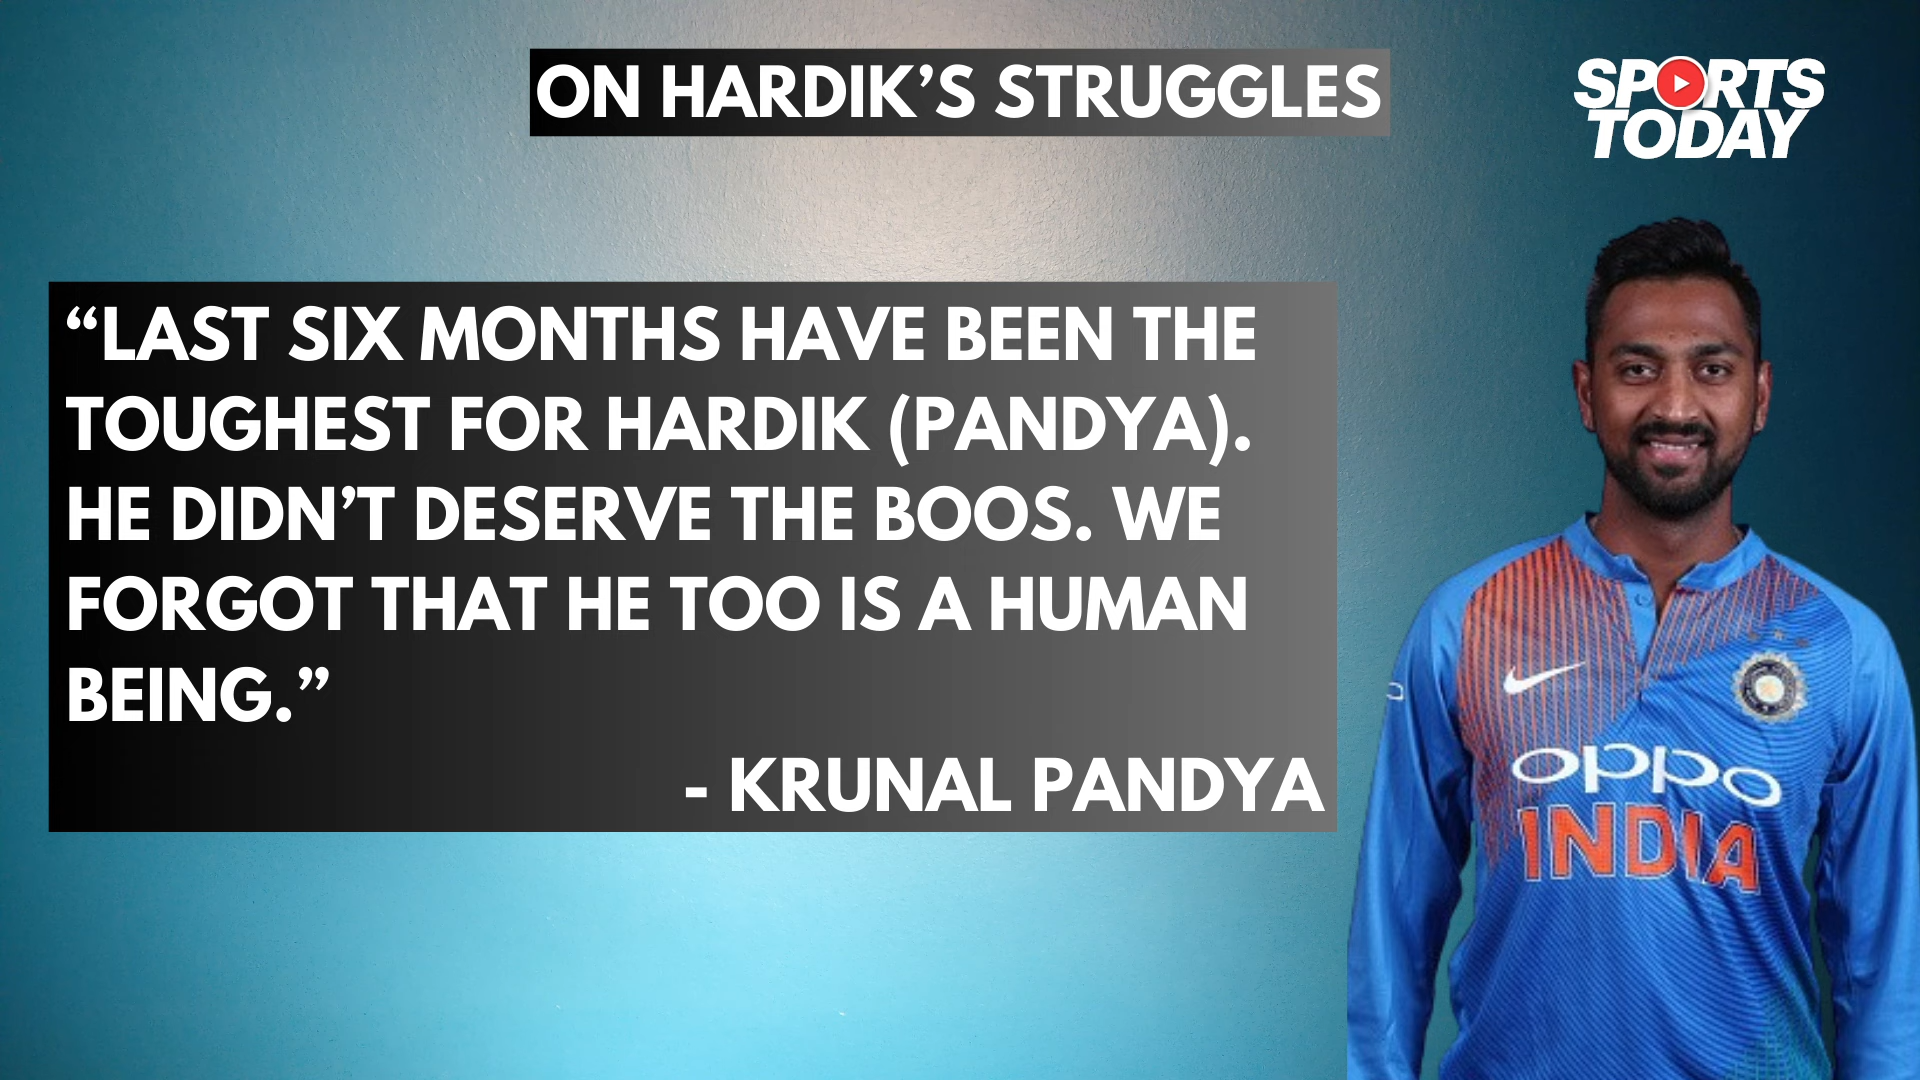 ON HARDIK’S STRUGGLES
SPORTS
TODAY
“LAST SIX MONTHS HAVE BEEN THE
TOUGHEST FOR HARDIK (PANDYA).
HE DIDN’T DESERVE THE BOOS. WE
FORGOT THAT HE TOO IS A HUMAN
BEING.”
- KRUNAL PANDYA
oppo
INDIA